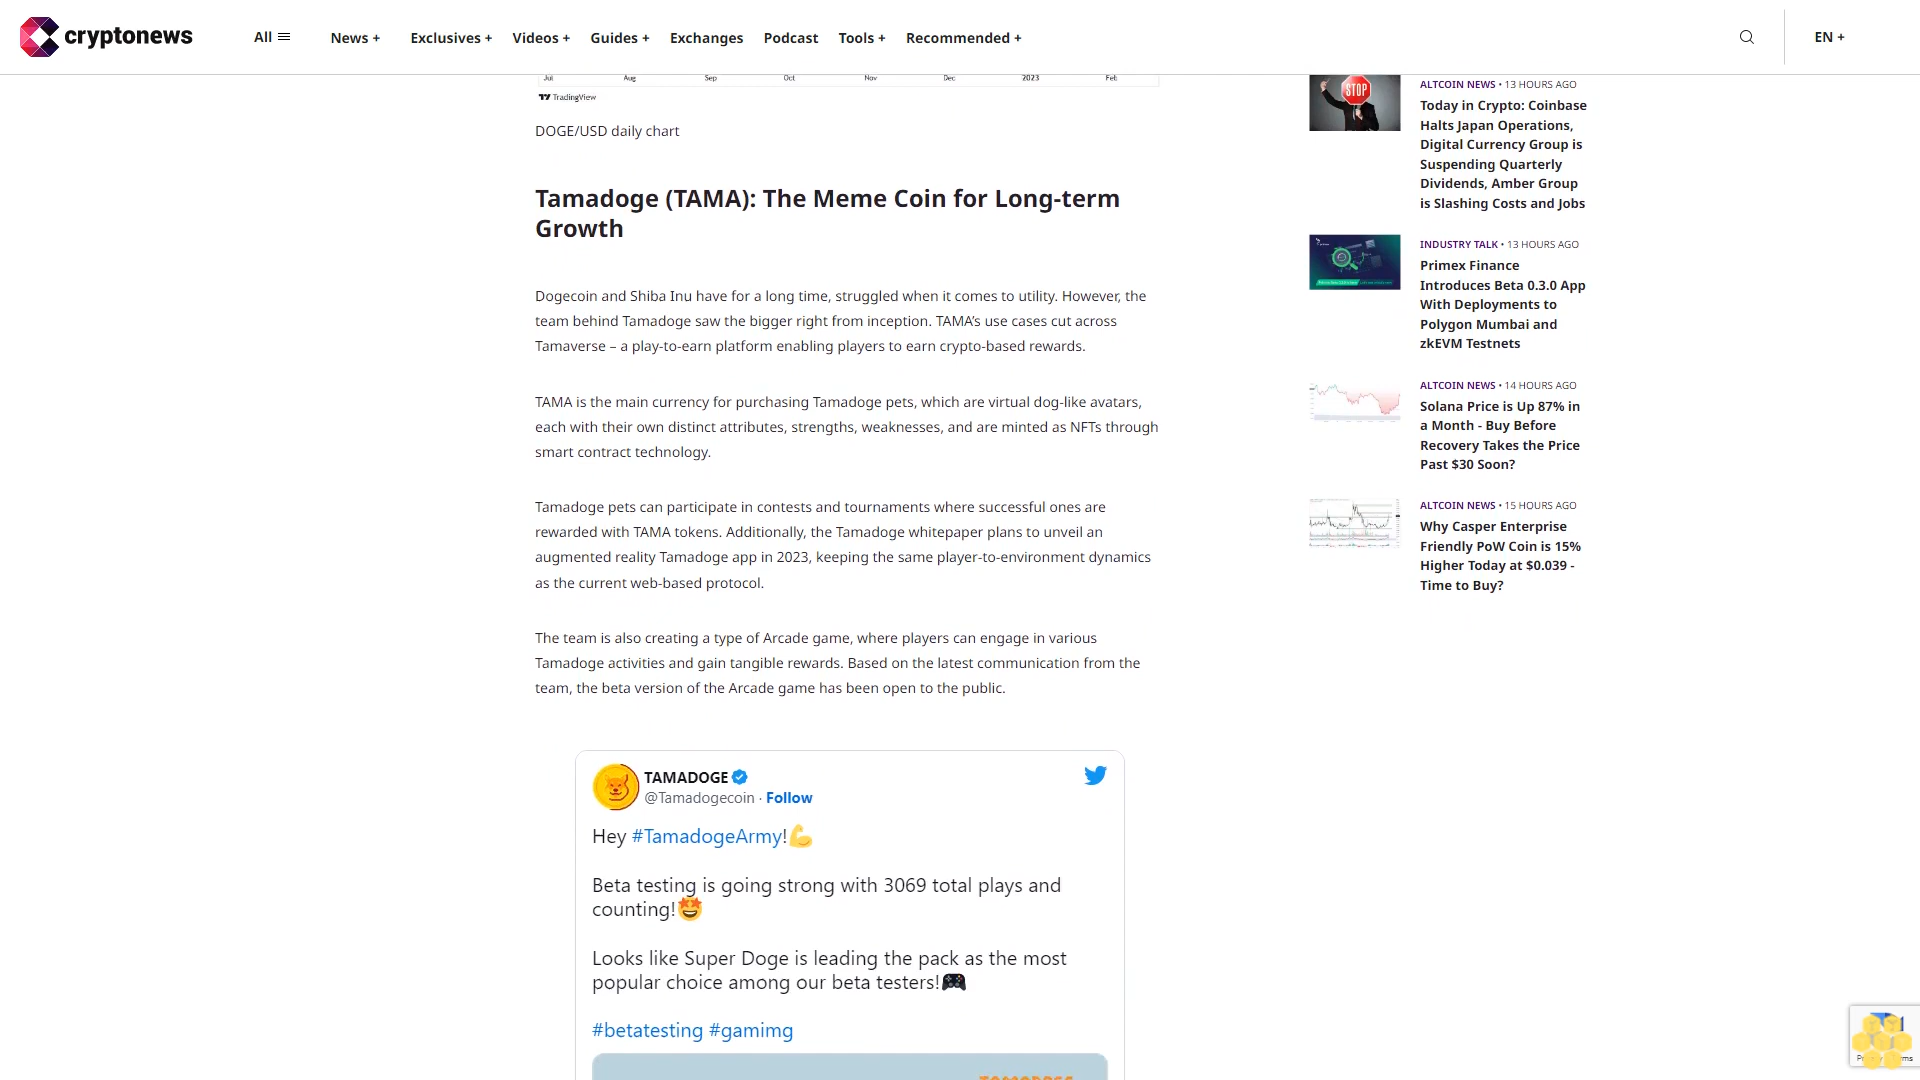 cryptonews
All
News +
Exclusives +
Videos +
Guides +
Exchanges
Podcast
Tools +
Recommended +
EN +
Jul Aug Sep Oct Nov Dec 2023 Feb
TradingView
DOGE/USD daily chart
Tamadoge (TAMA): The Meme Coin for Long-term
Growth
Dogecoin and Shiba Inu have for a long time, struggled when it comes to utility. However, the
team behind Tamadoge saw the bigger right from inception. TAMA’s use cases cut across
Tamaverse – a play-to-earn platform enabling players to earn crypto-based rewards.
TAMA is the main currency for purchasing Tamadoge pets, which are virtual dog-like avatars,
each with their own distinct attributes, strengths, weaknesses, and are minted as NFTs through
smart contract technology.
Tamadoge pets can participate in contests and tournaments where successful ones are
rewarded with TAMA tokens. Additionally, the Tamadoge whitepaper plans to unveil an
augmented reality Tamadoge app in 2023, keeping the same player-to-environment dynamics
as the current web-based protocol.
The team is also creating a type of Arcade game, where players can engage in various
Tamadoge activities and gain tangible rewards. Based on the latest communication from the
team, the beta version of the Arcade game has been open to the public.
TAMADOGE
@Tamadogecoin · Follow
Hey #TamadogeArmy!💪
Beta testing is going strong with 3069 total plays and
counting!🤩
Looks like Super Doge is leading the pack as the most
popular choice among our beta testers!🎮
#betatesting #gamimg
STOP
ALTCOIN NEWS • 13 HOURS AGO
Today in Crypto: Coinbase
Halts Japan Operations,
Digital Currency Group is
Suspending Quarterly
Dividends, Amber Group
is Slashing Costs and Jobs
INDUSTRY TALK • 13 HOURS AGO
Primex Finance
Introduces Beta 0.3.0 App
With Deployments to
Polygon Mumbai and
zkEVM Testnets
ALTCOIN NEWS • 14 HOURS AGO
Solana Price is Up 87% in
a Month - Buy Before
Recovery Takes the Price
Past $30 Soon?
ALTCOIN NEWS • 15 HOURS AGO
Why Casper Enterprise
Friendly PoW Coin is 15%
Higher Today at $0.039 -
Time to Buy?